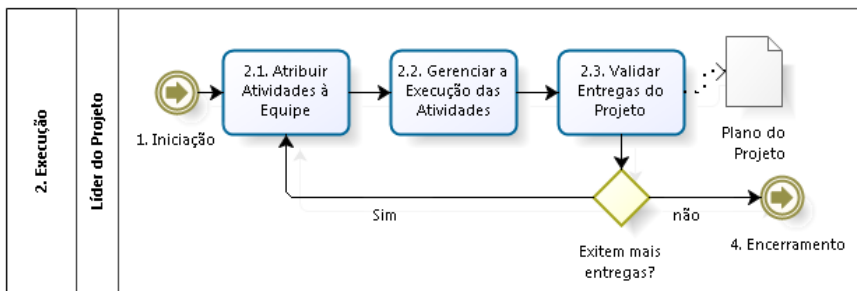 2. Execução
Líder do Projeto
1. Iniciação
2.1. Atribuir
Atividades à
Equipe
2.2. Gerenciar a
Execução das
Atividades
2.3. Validar
Entregas do
Projeto
Plano do
Projeto
Sim
não
Exitem mais
entregas?
4. Encerramento